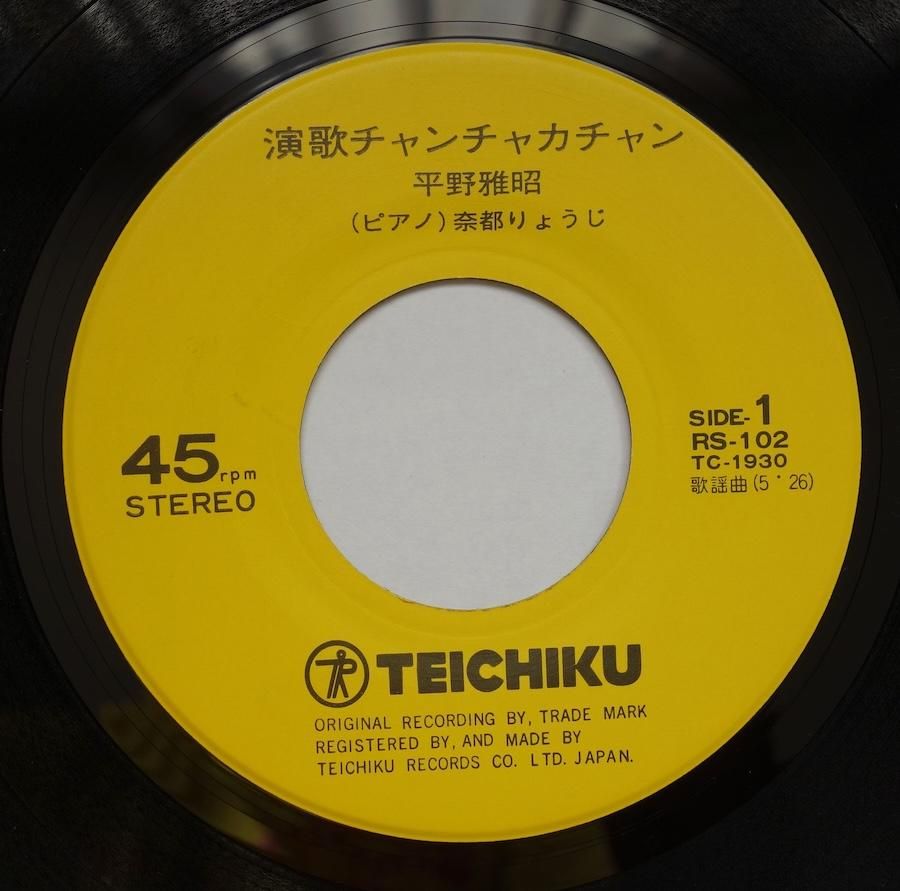 演歌チャンチャカチャン
平野雅昭
(ピアノ)奈都りょうじ
45rpm
STEREO
SIDE-1
RS-102
TC-1930
歌謡曲(5・26)
TEICHIKU
ORIGINAL RECORDING BY, TRADE MARK
REGISTERED BY, AND MADE BY
TEICHIKU RECORDS CO. LTD. JAPAN.